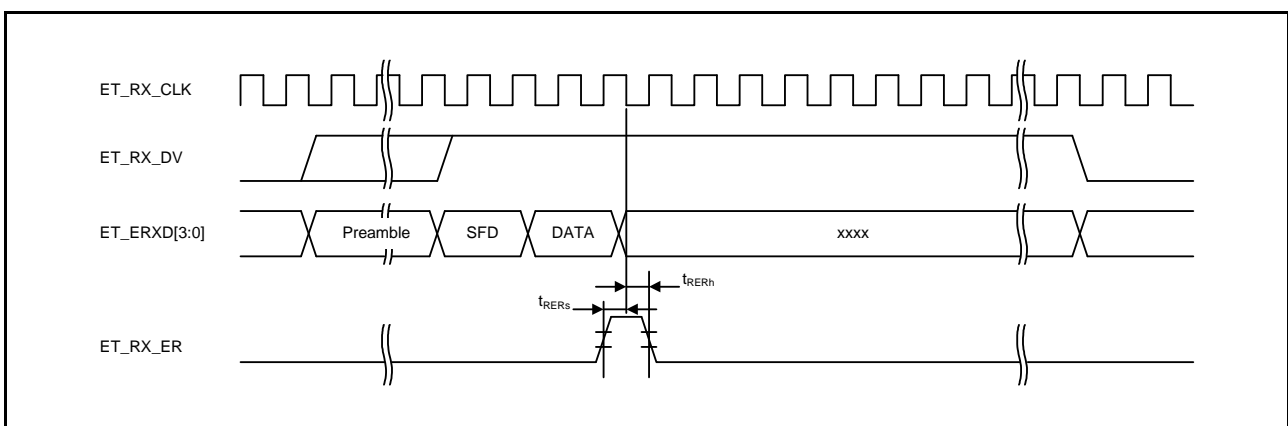 ET_RX_CLK
ET_RX_DV
ET_ERXD[3:0]
Preamble
SFD
DATA
xxxx
tRERh
tRERs
ET_RX_ER